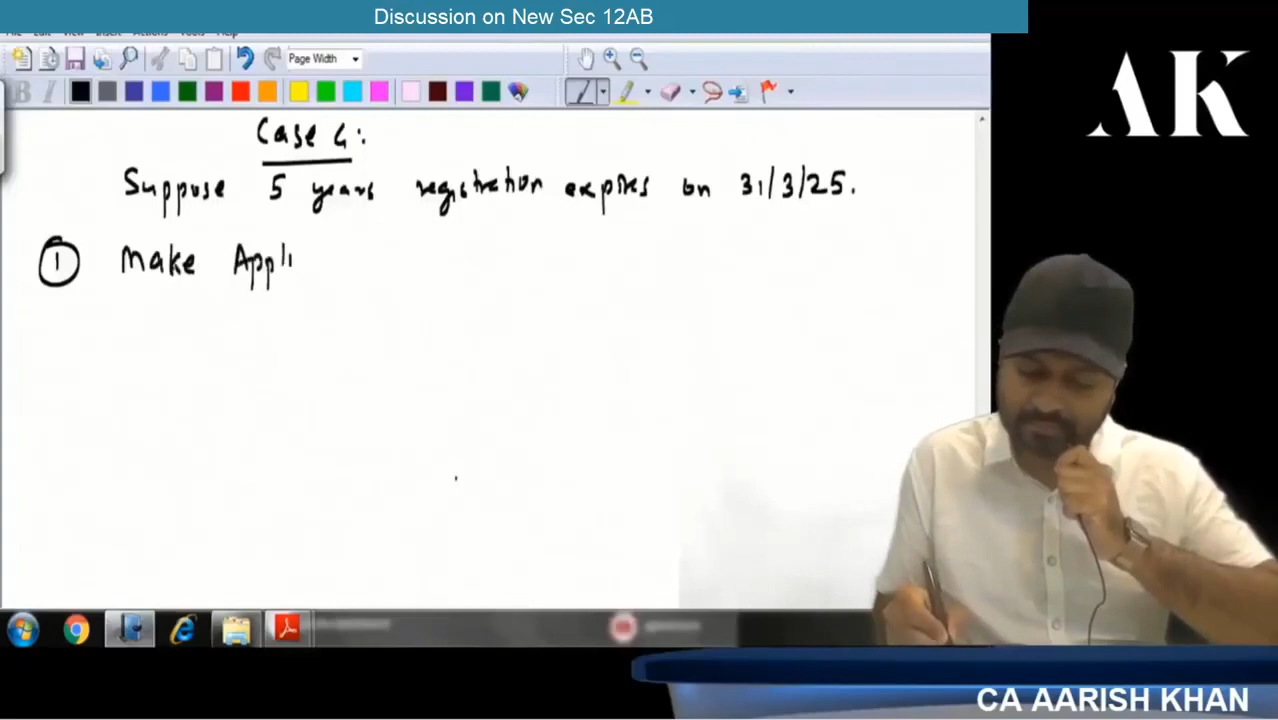 Discussion on New Sec 12AB
Page Width
AK
Case 4:
Suppose 5 years registration expires on 31/3/25.
1 Make Appli
CA AARISH KHAN